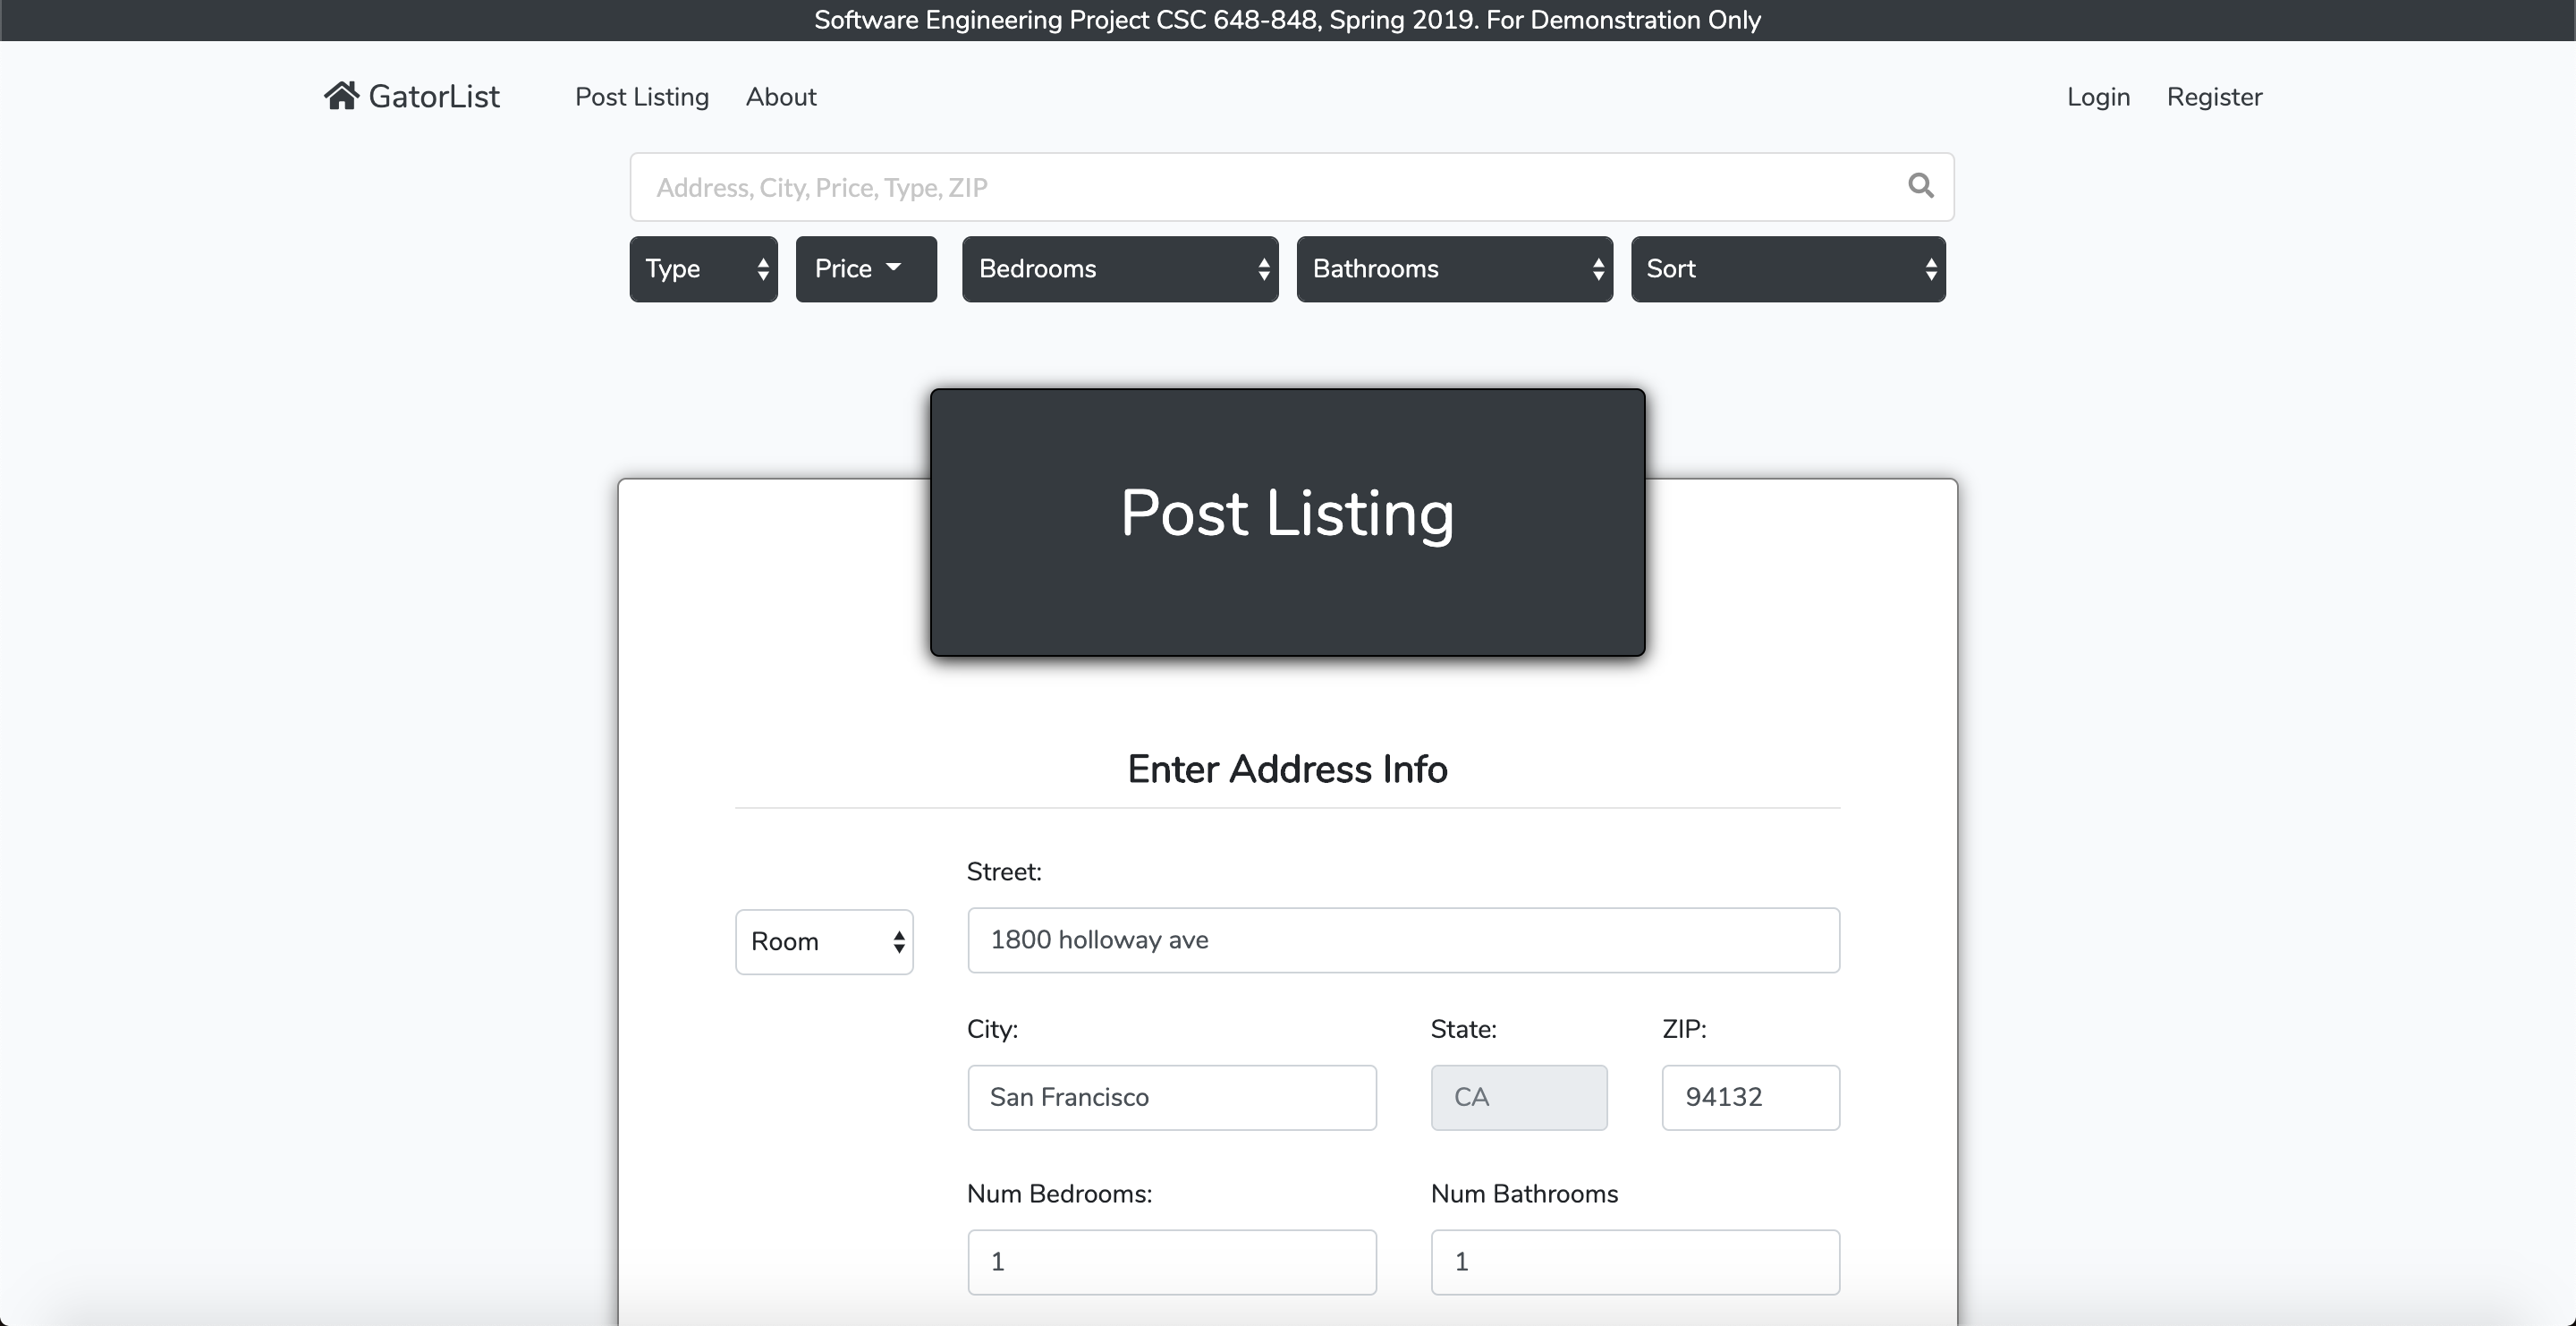 Software Engineering Project CSC 648-848, Spring 2019. For Demonstration Only
GatorList Post Listing About Login Register
Address, City, Price, Type, ZIP
Type Price Bedrooms Bathrooms Sort
Post Listing
Enter Address Info
Street:
Room 1800 holloway ave
City: State: ZIP:
San Francisco CA 94132
Num Bedrooms: Num Bathrooms
1 1